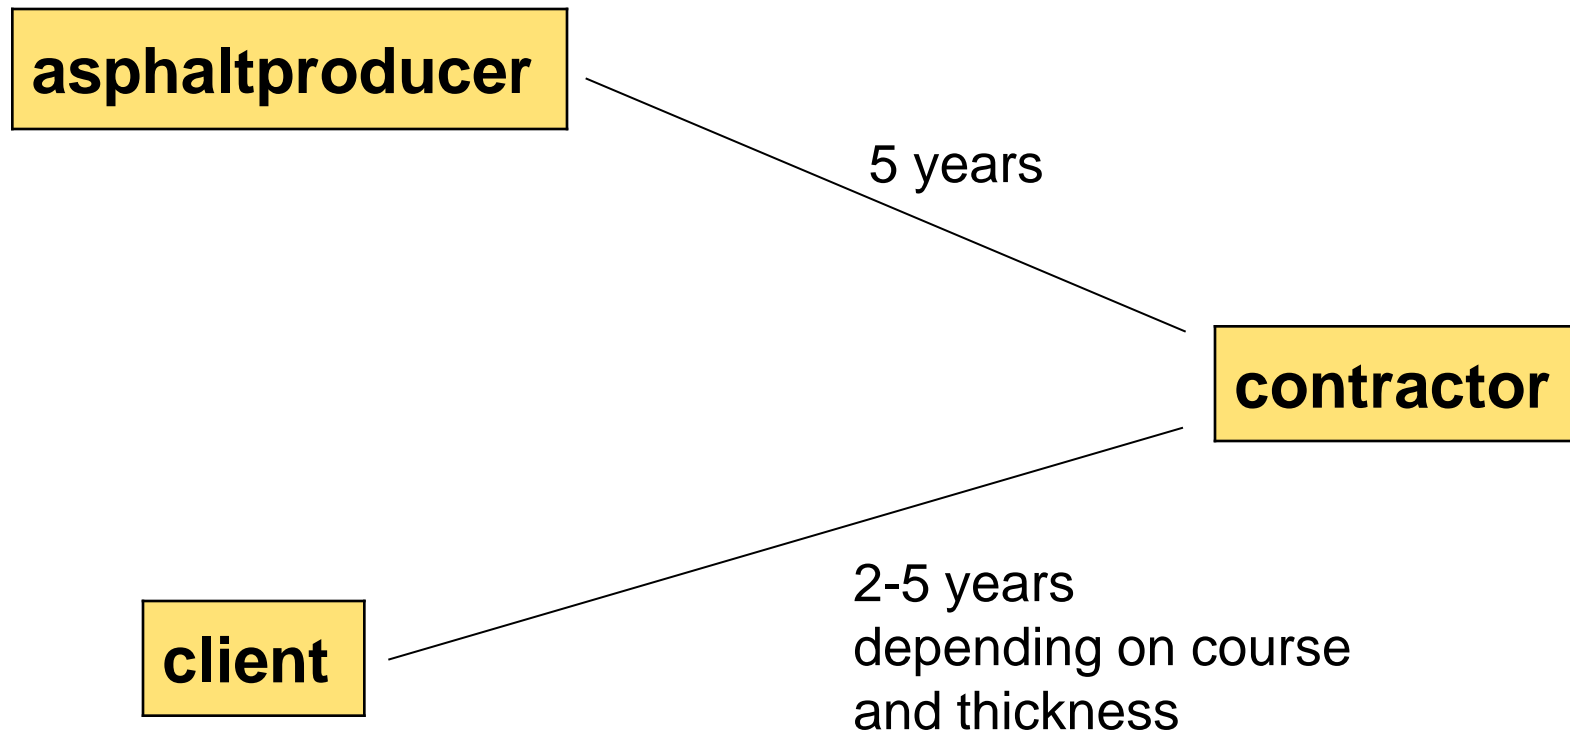 asphaltproducer
5 years
contractor
client
2-5 years
depending on course
and thickness